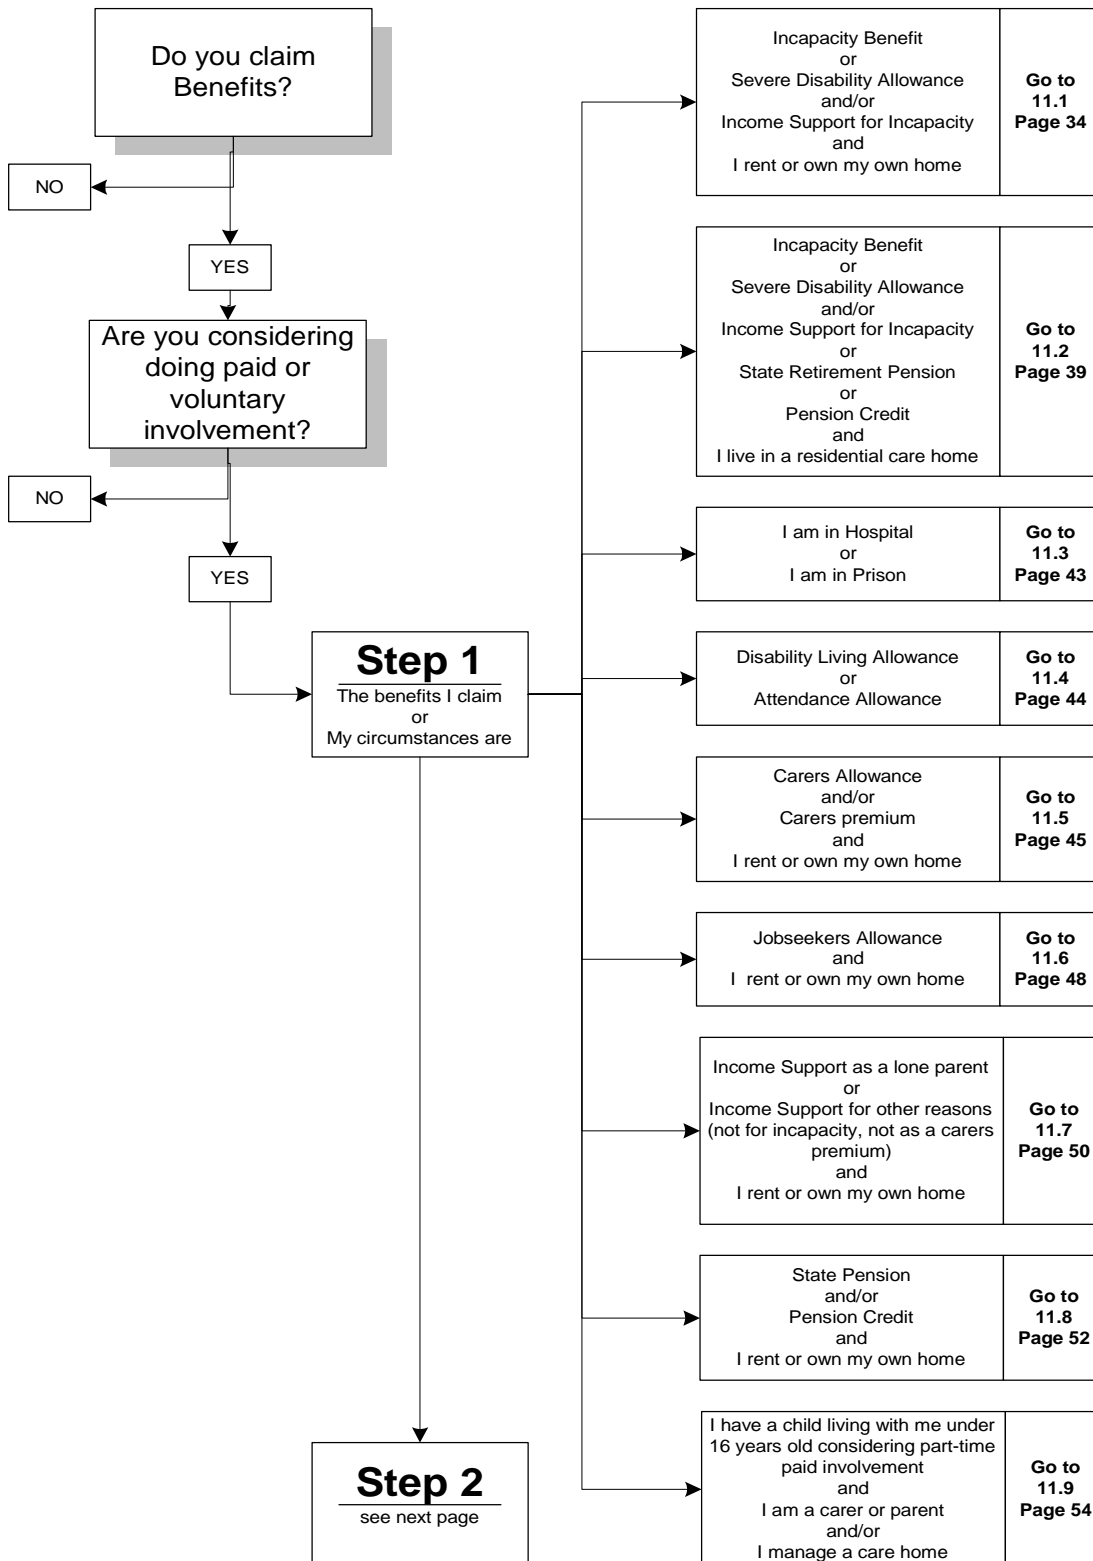 Do you claim
Benefits?
NO
YES
Are you considering
doing paid or
voluntary
involvement?
NO
YES
Step 1
The benefits I claim
or
My circumstances are
Step 2
see next page
Incapacity Benefit
or
Severe Disability Allowance
and/or
Income Support for Incapacity
and
I rent or own my own home
Go to
11.1
Page 34
Incapacity Benefit
or
Severe Disability Allowance
and/or
Income Support for Incapacity
or
State Retirement Pension
or
Pension Credit
and
I live in a residential care home
Go to
11.2
Page 39
I am in Hospital
or
I am in Prison
Go to
11.3
Page 43
Disability Living Allowance
or
Attendance Allowance
Go to
11.4
Page 44
Carers Allowance
and/or
Carers premium
and
I rent or own my own home
Go to
11.5
Page 45
Jobseekers Allowance
and
I rent or own my own home
Go to
11.6
Page 48
Income Support as a lone parent
or
Income Support for other reasons
(not for incapacity, not as a carers
premium)
and
I rent or own my own home
Go to
11.7
Page 50
State Pension
and/or
Pension Credit
and
I rent or own my own home
Go to
11.8
Page 52
I have a child living with me under
16 years old considering part-time
paid involvement
and
I am a carer or parent
and/or
I manage a care home
Go to
11.9
Page 54